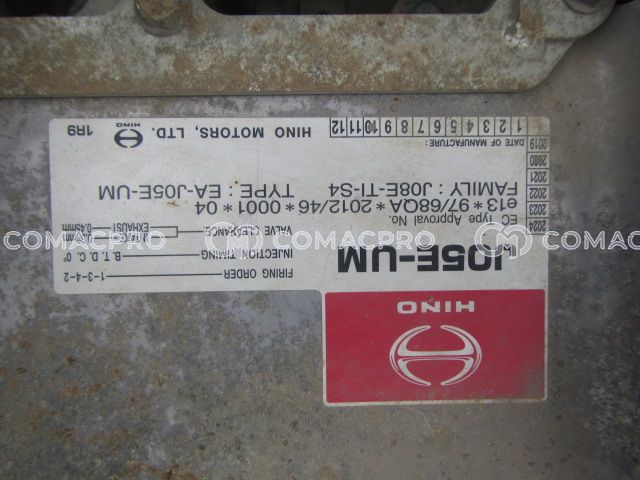 HINO
J05E-UM
FIRING ORDER 1-3-4-2
INJECTION TIMING B.T.D.C. 0°
VALVE CLEARANCE
EXHAUST 0.45mm
EC Type Approval No.
e13*97/68QA*2012/46*0001*04
FAMILY : J08E-TI-S4
TYPE : EA-J05E-UM
DATE OF MANUFACTURE:
2019 2020 2021 2022 2023 2024
1 2 3 4 5 6 7 8 9 10 11 12
HINO MOTORS, LTD.
HINO
1R9
COMACPRO COMACPRO COMACPRO